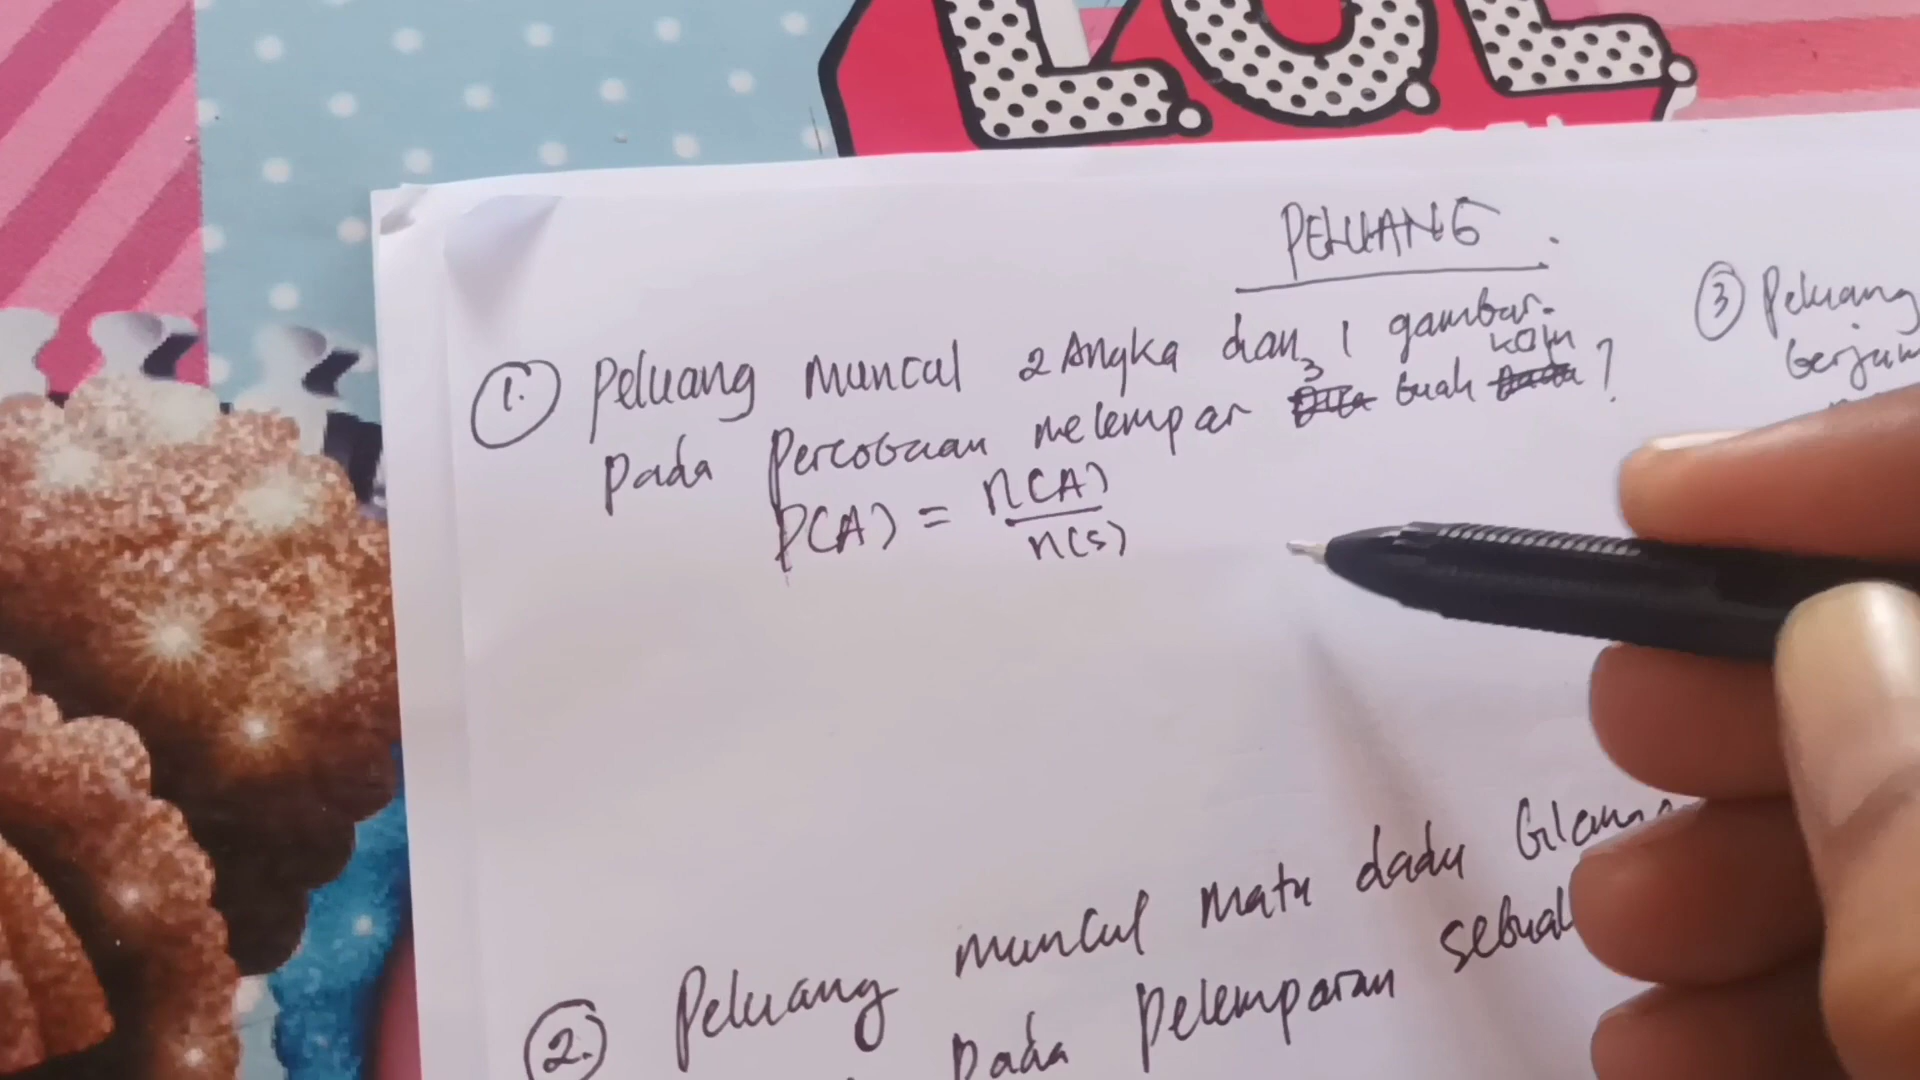 LOL
PELUANG.
1. Peluang muncul 2 Angka dan 1 gambar.
pada percobaan melempar 3 buah koin ?
P(A) = n(A)
n(s)
2. Peluang muncul mata dadu
pada pelemparan
3 Peluang